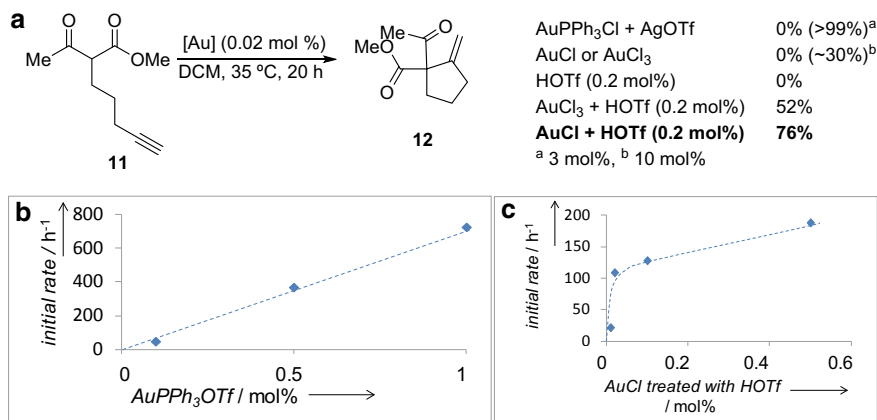 a
O O
Me OMe
11
[Au] (0.02 mol %)
DCM, 35 ºC, 20 h
Me O
MeO
O
12
AuPPh₃Cl + AgOTf 0% (>99%)ᵃ
AuCl or AuCl₃ 0% (~30%)ᵇ
HOTf (0.2 mol%) 0%
AuCl₃ + HOTf (0.2 mol%) 52%
AuCl + HOTf (0.2 mol%) 76%
ᵃ 3 mol%, ᵇ 10 mol%
b
initial rate / h⁻¹
800
600
400
200
0
0 0.5 1
AuPPh₃OTf / mol%
c
initial rate / h⁻¹
200
150
100
50
0
0 0.2 0.4 0.6
AuCl treated with HOTf
/ mol%